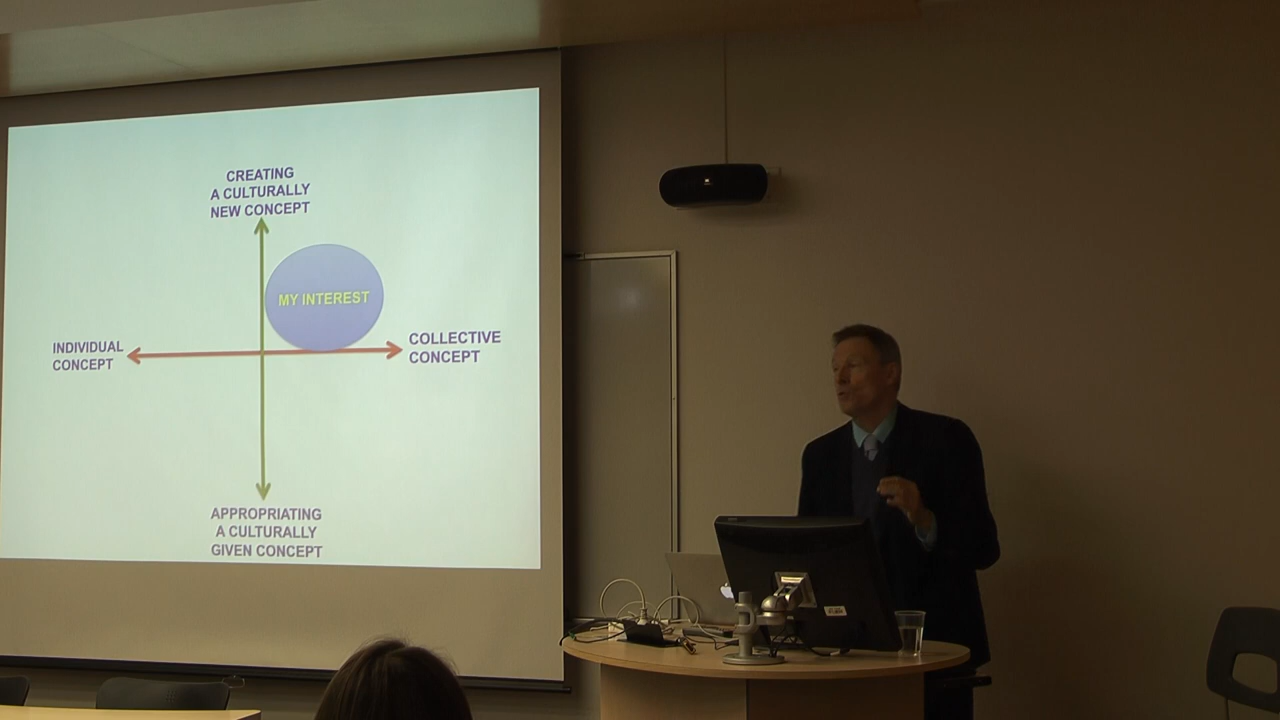 CREATING
A CULTURALLY
NEW CONCEPT
MY INTEREST
INDIVIDUAL
CONCEPT
COLLECTIVE
CONCEPT
APPROPRIATING
A CULTURALLY
GIVEN CONCEPT